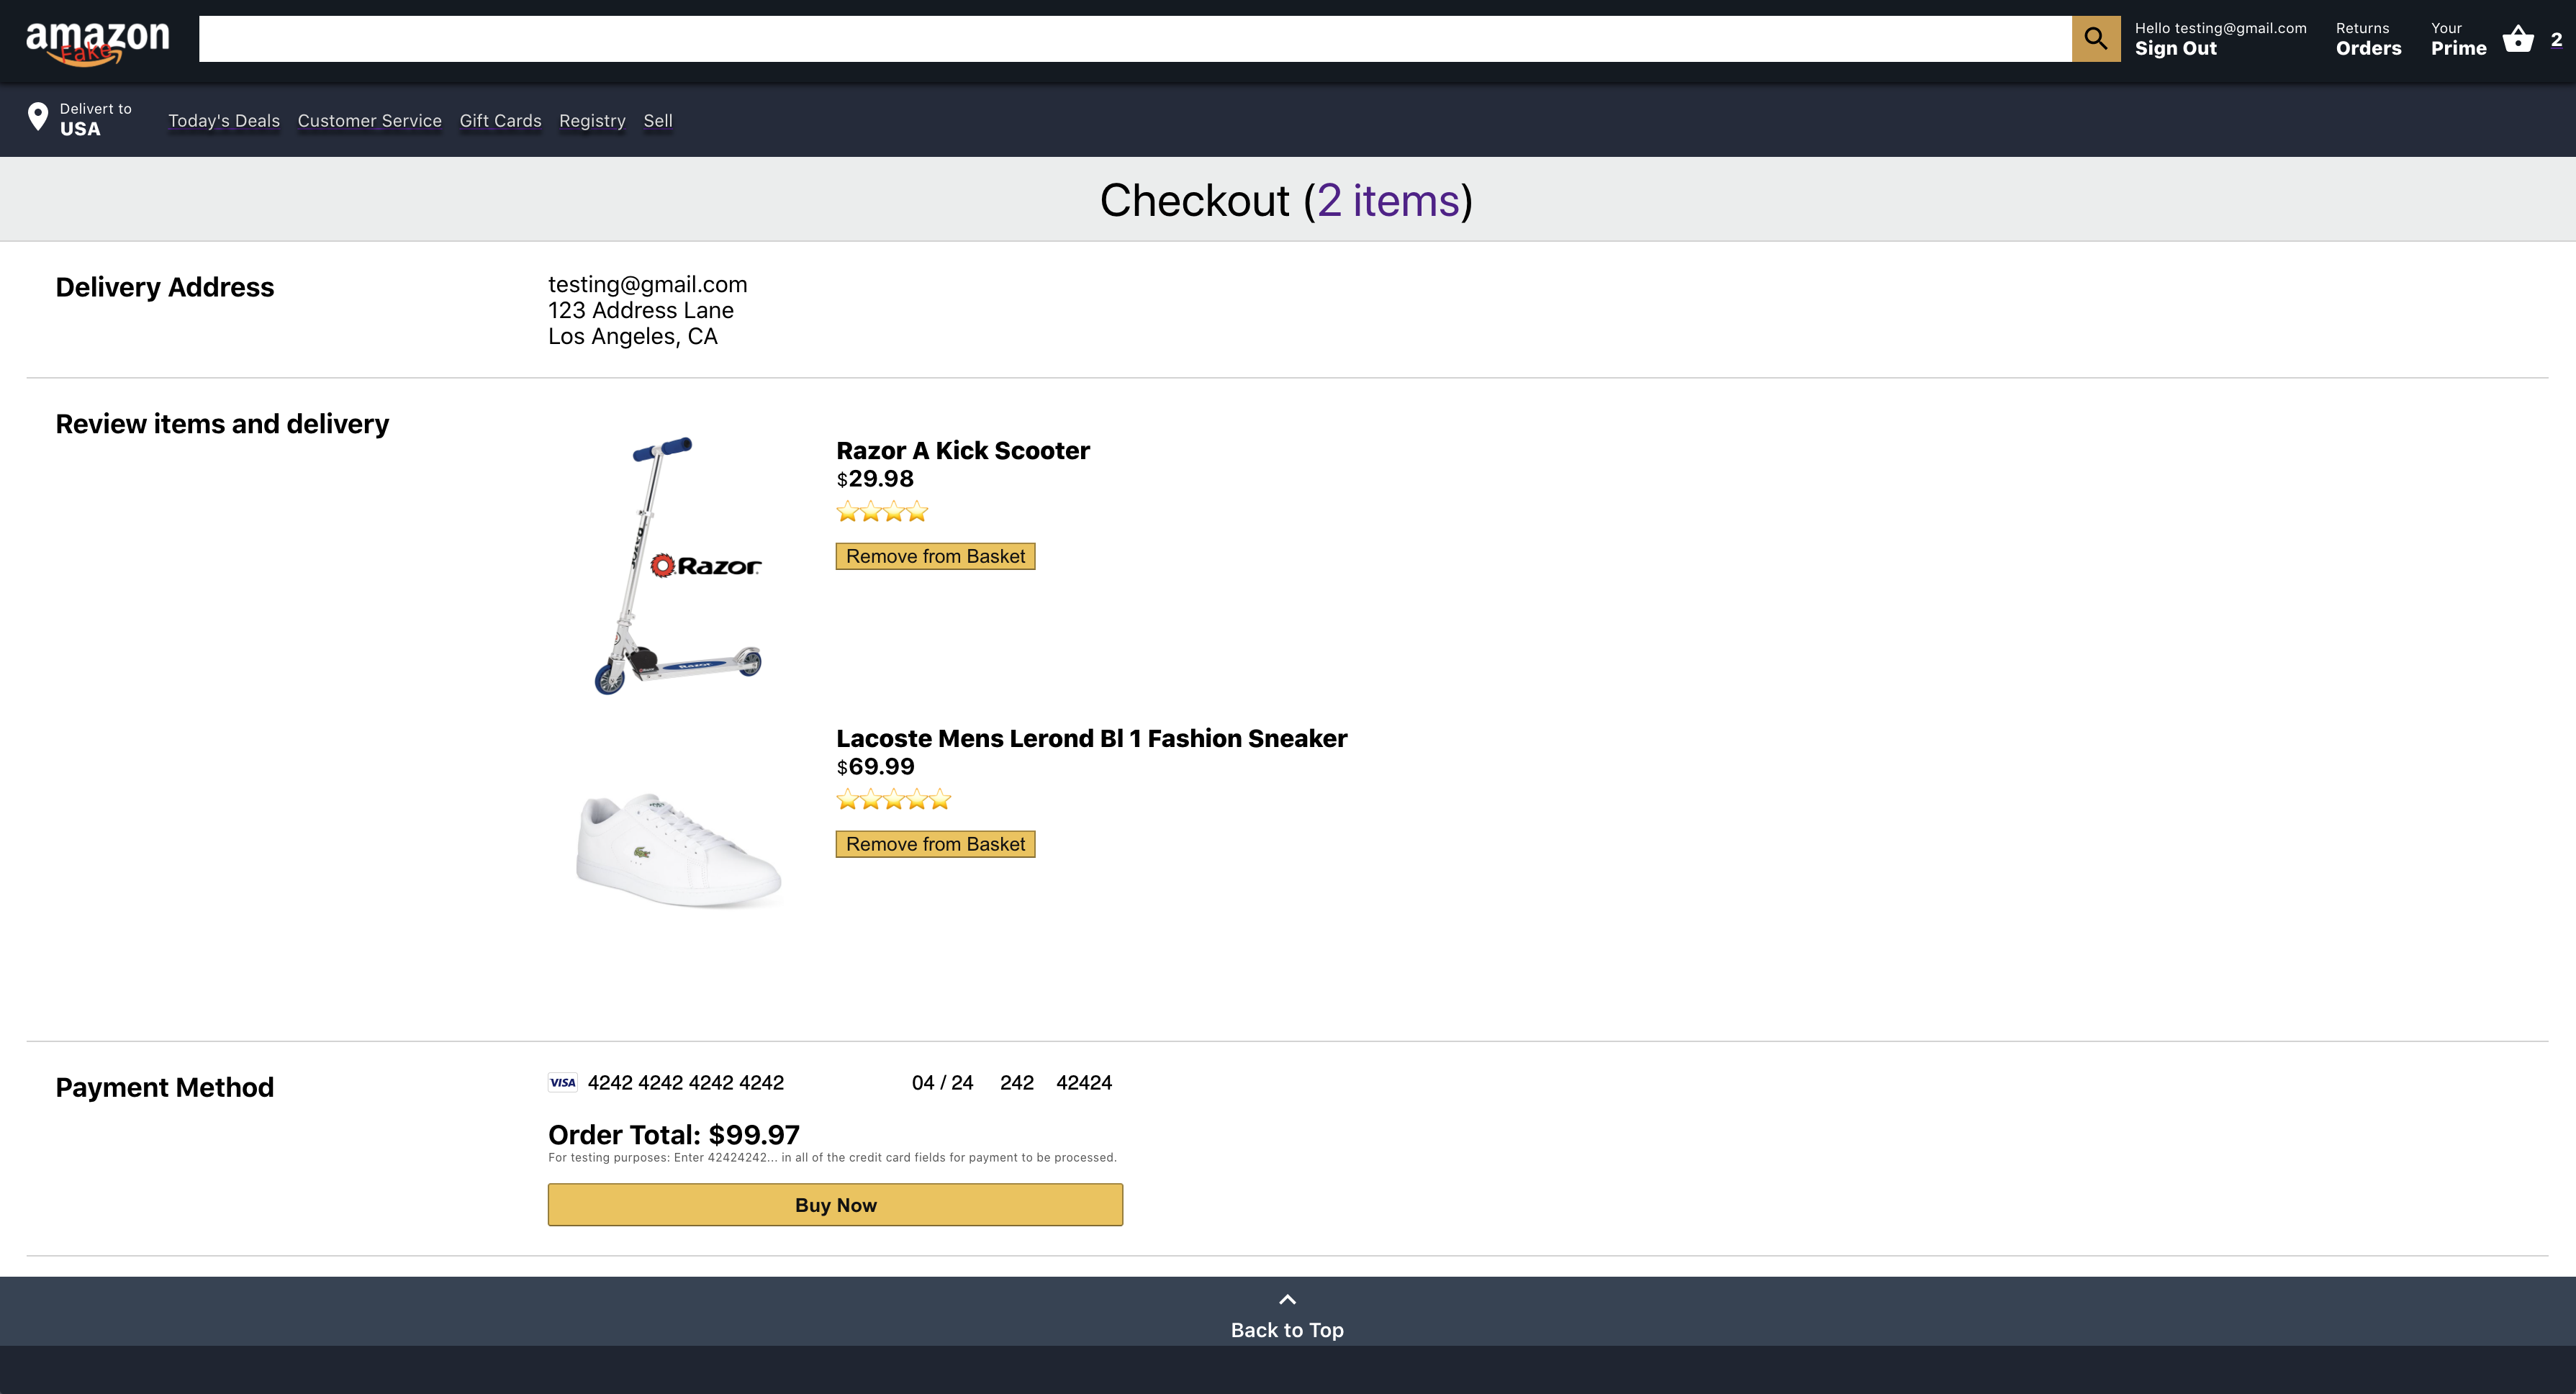 amazon
Fake
Hello testing@gmail.com
Sign Out
Returns
Orders
Your
Prime
2
Delivert to
USA
Today's Deals Customer Service Gift Cards Registry Sell
Checkout (2 items)
Delivery Address
testing@gmail.com
123 Address Lane
Los Angeles, CA
Review items and delivery
Razor A Kick Scooter
$29.98
Remove from Basket
RAZOR
Razor
Razor
Lacoste Mens Lerond Bl 1 Fashion Sneaker
$69.99
Remove from Basket
Payment Method
VISA 4242 4242 4242 4242 04 / 24 242 42424
Order Total: $99.97
For testing purposes: Enter 42424242... in all of the credit card fields for payment to be processed.
Buy Now
Back to Top